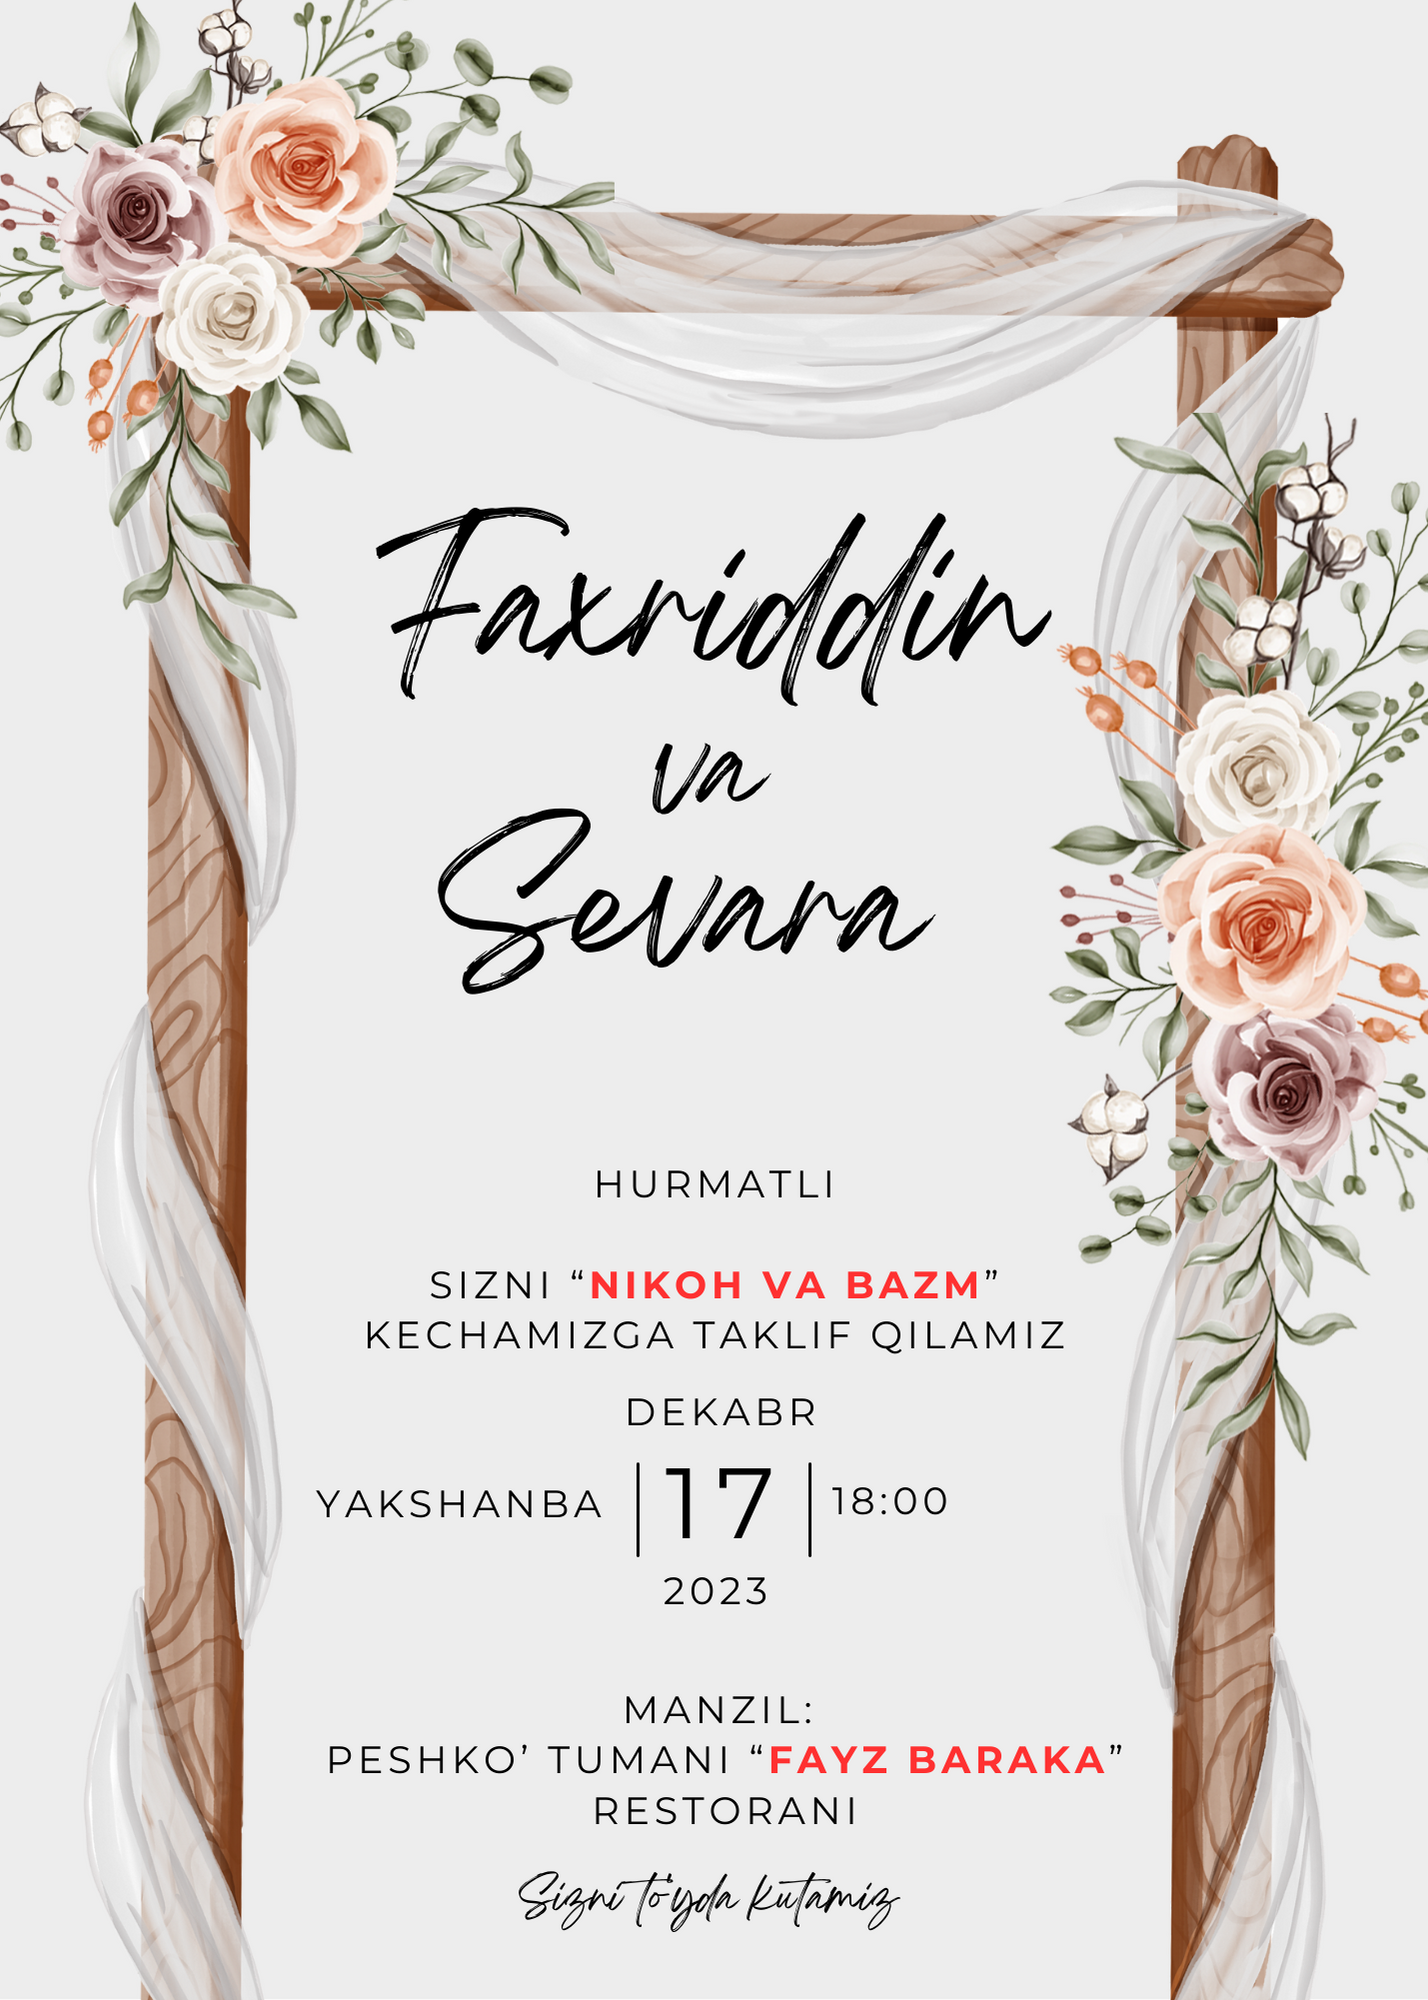 Faxriddin
va
Sevara
HURMATLI
SIZNI “NIKOH VA BAZM”
KECHAMIZGA TAKLIF QILAMIZ
DEKABR
YAKSHANBA | 17 | 18:00
2023
MANZIL:
PESHKO’ TUMANI “FAYZ BARAKA”
RESTORANI
Sizni to'yda kutamiz